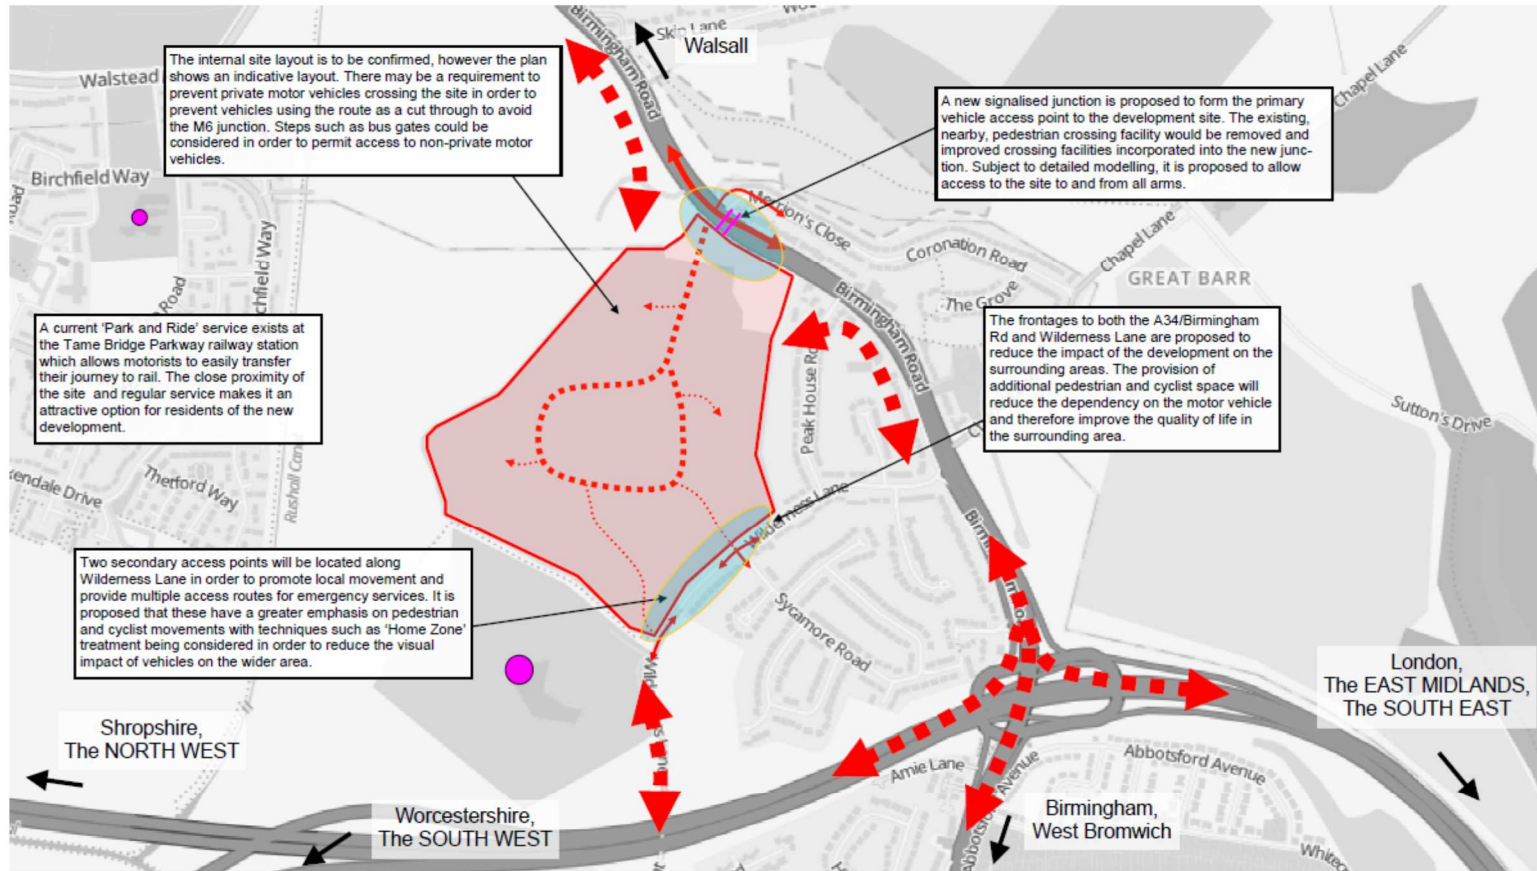 Skip Lane
Birmingham Road
Walsall
Chapel Lane
The internal site layout is to be confirmed, however the plan
shows an indicative layout. There may be a requirement to
prevent private motor vehicles crossing the site in order to
prevent vehicles using the route as a cut through to avoid
the M6 junction. Steps such as bus gates could be
considered in order to permit access to non-private motor
vehicles.
A new signalised junction is proposed to form the primary
vehicle access point to the development site. The existing,
nearby, pedestrian crossing facility would be removed and
improved crossing facilities incorporated into the new junc-
tion. Subject to detailed modelling, it is proposed to allow
access to the site to and from all arms.
Walstead
Birchfield Way
Road
chfield Way
Road
Merrion's Close
Coronation Road
Chapel Lane
GREAT BARR
The Grove
Birmingham Road
A current ‘Park and Ride’ service exists at
the Tame Bridge Parkway railway station
which allows motorists to easily transfer
their journey to rail. The close proximity of
the site and regular service makes it an
attractive option for residents of the new
development.
The frontages to both the A34/Birmingham
Rd and Wilderness Lane are proposed to
reduce the impact of the development on the
surrounding areas. The provision of
additional pedestrian and cyclist space will
reduce the dependency on the motor vehicle
and therefore improve the quality of life in
the surrounding area.
Peak House Ro
Sutton's Drive
kendale Drive
Thetford Way
Rushall Can
Wilderness Lane
Two secondary access points will be located along
Wilderness Lane in order to promote local movement and
provide multiple access routes for emergency services. It is
proposed that these have a greater emphasis on pedestrian
and cyclist movements with techniques such as ‘Home Zone’
treatment being considered in order to reduce the visual
impact of vehicles on the wider area.
Sycamore Road
London,
The EAST MIDLANDS,
The SOUTH EAST
Shropshire,
The NORTH WEST
Amie Lane
Abbotsford Avenue
Worcestershire,
The SOUTH WEST
Birmingham,
West Bromwich